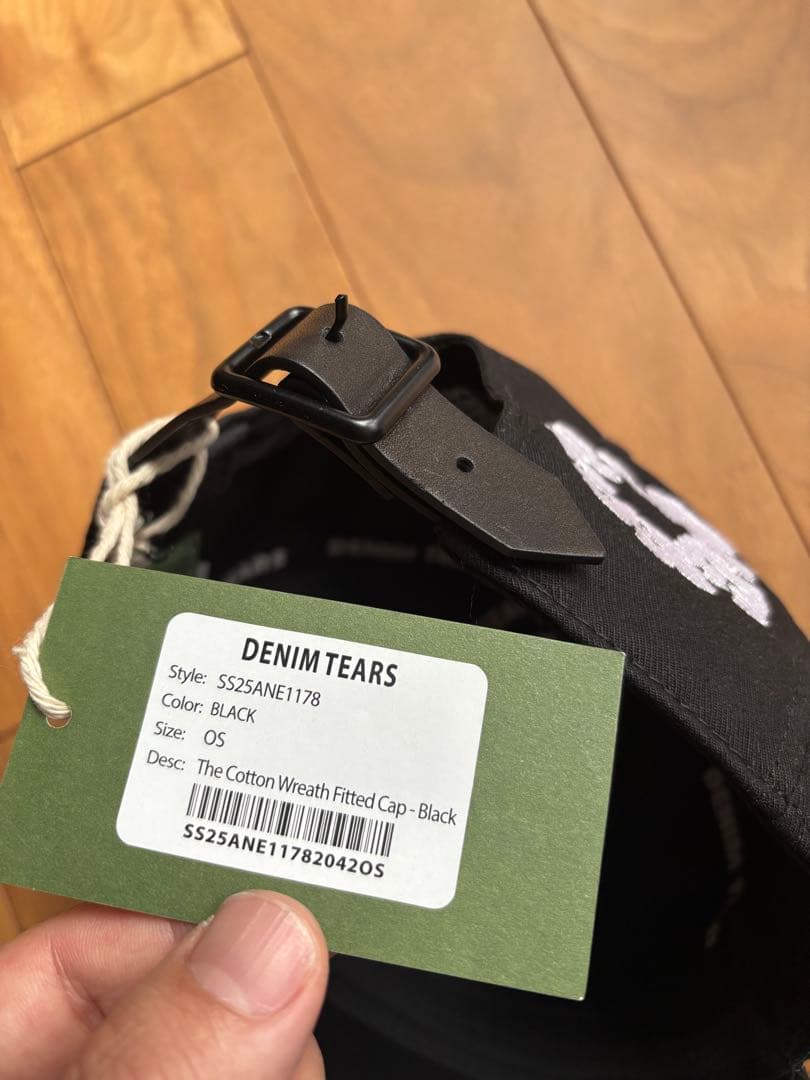 DENIM TEARS
Style: SS25ANE1178
Color: BLACK
Size: OS
Desc: The Cotton Wreath Fitted Cap - Black
SS25ANE11782042OS